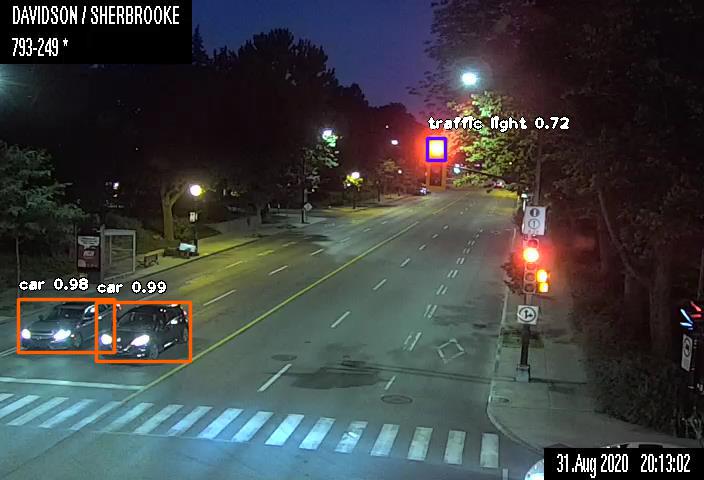 DAVIDSON / SHERBROOKE
793-249 *
traffic light 0.72
car 0.98
car 0.99
31.Aug 2020 20:13:02